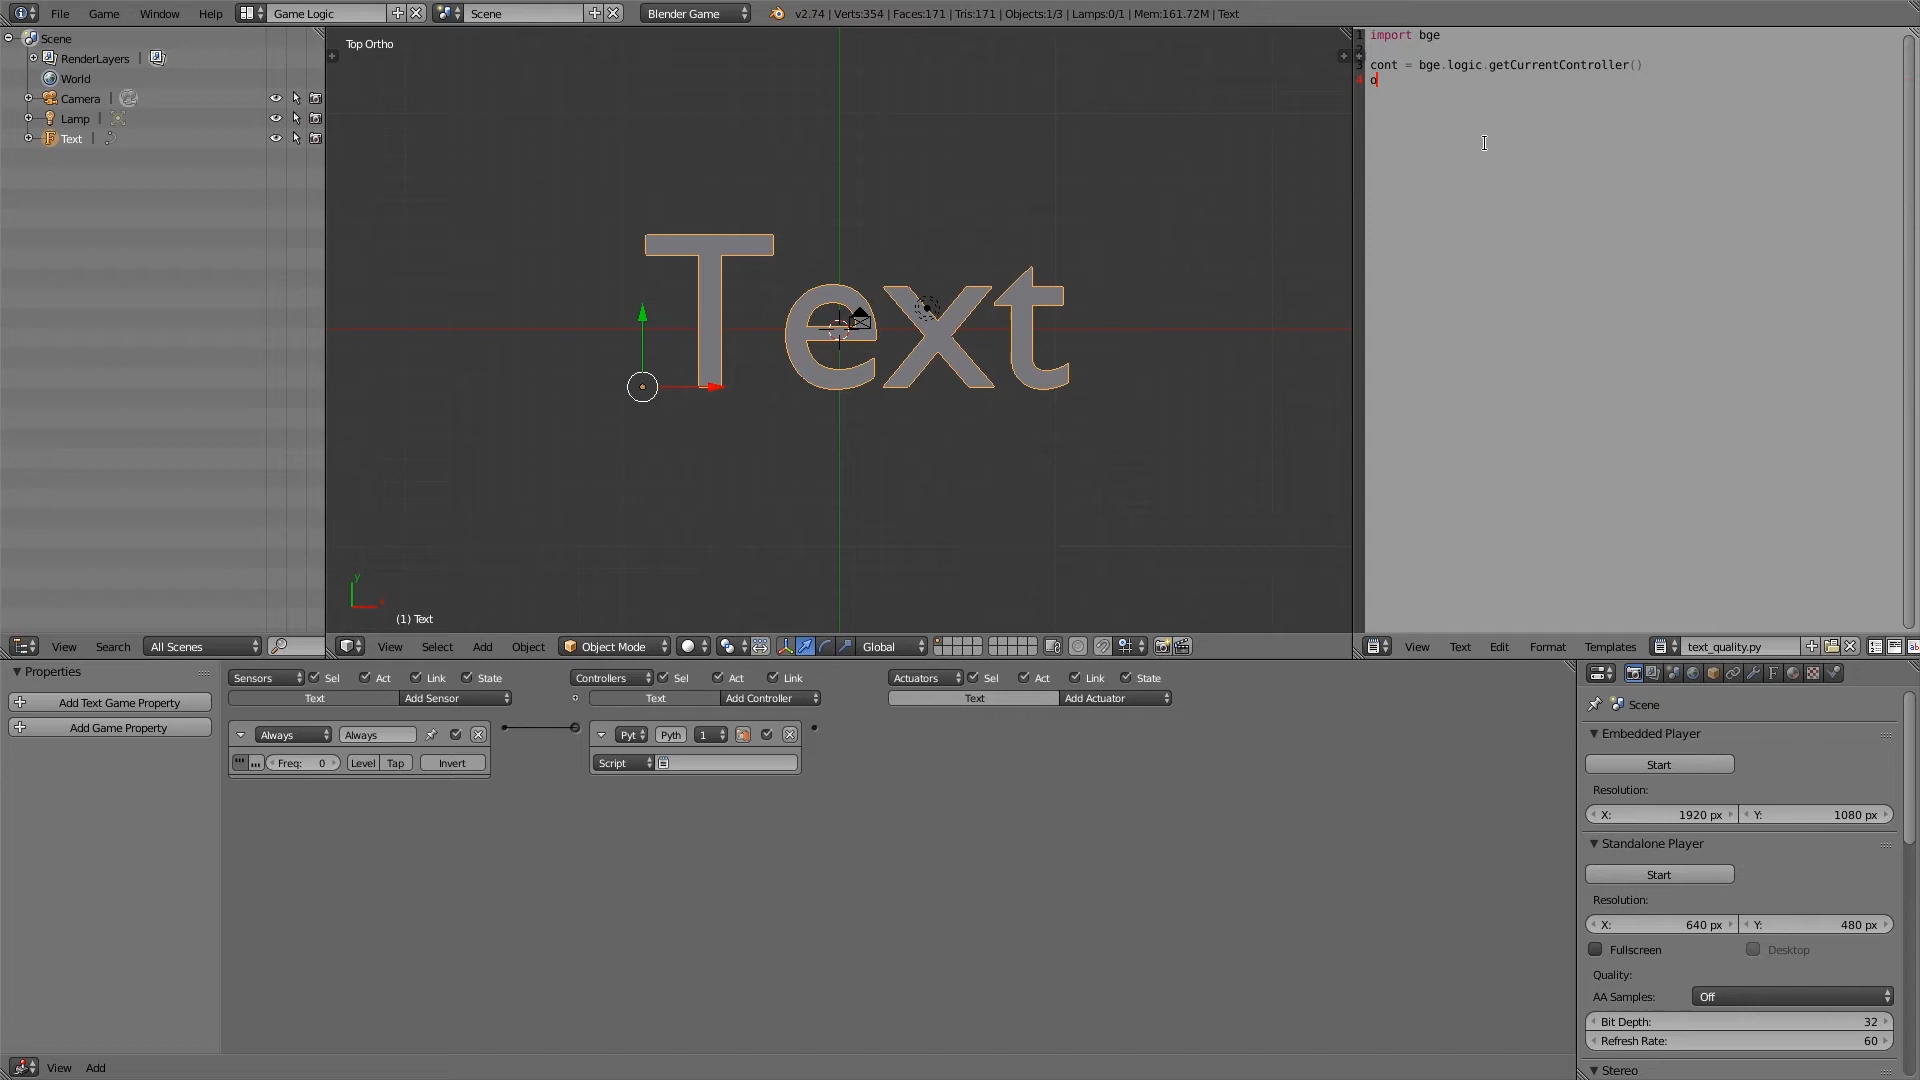 File Game Window Help Game Logic Scene Blender Game v2.74 | Verts:354 | Faces:171 | Tris:171 | Objects:1/3 | Lamps:0/1 | Mem:161.72M | Text
Scene
RenderLayers |
World
Camera |
Lamp |
Text |
Top Ortho
Text
y
(1) Text
1 import bge
2
3 cont = bge.logic.getCurrentController()
4 o
View Search All Scenes
View Select Add Object Object Mode Global
View Text Edit Format Templates text_quality.py
Properties
Add Text Game Property
Add Game Property
Sensors Sel Act Link State
Text Add Sensor
Always Always
Freq: 0 Level Tap Invert
Controllers Sel Act Link
Text Add Controller
Pyt Pyth 1
Script
Actuators Sel Act Link State
Text Add Actuator
Scene
Embedded Player
Start
Resolution:
X: 1920 px Y: 1080 px
Standalone Player
Start
Resolution:
X: 640 px Y: 480 px
Fullscreen Desktop
Quality:
AA Samples: Off
Bit Depth: 32
Refresh Rate: 60
Stereo
View Add